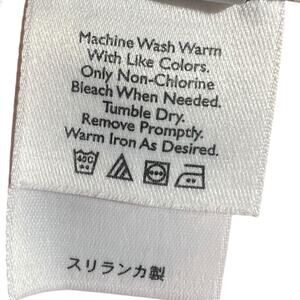 Machine Wash Warm
With Like Colors.
Only Non-Chlorine
Bleach When Needed.
Tumble Dry.
Remove Promptly.
Warm Iron As Desired.
40C
スリランカ製